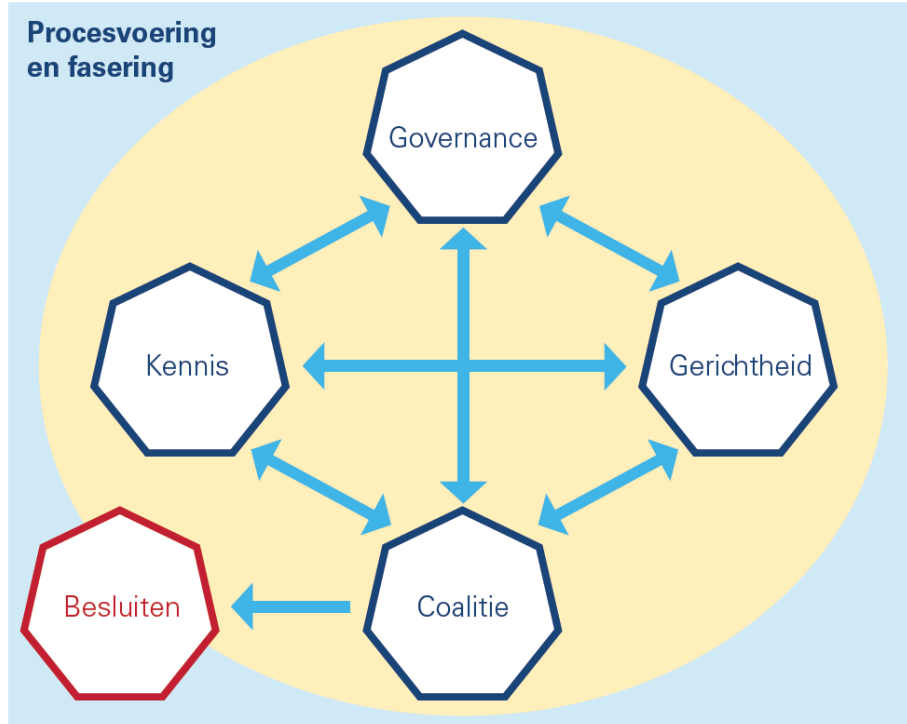 Procesvoering
en fasering
Governance
Kennis
Gerichtheid
Besluiten
Coalitie